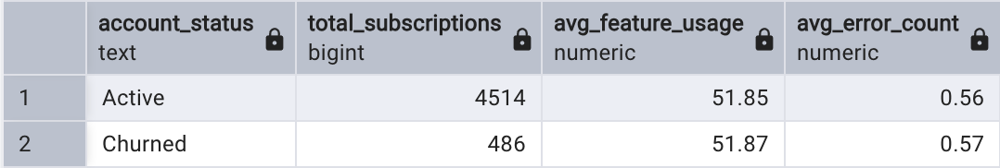 account_status total_subscriptions avg_feature_usage avg_error_count
text bigint numeric numeric
1 Active 4514 51.85 0.56
2 Churned 486 51.87 0.57